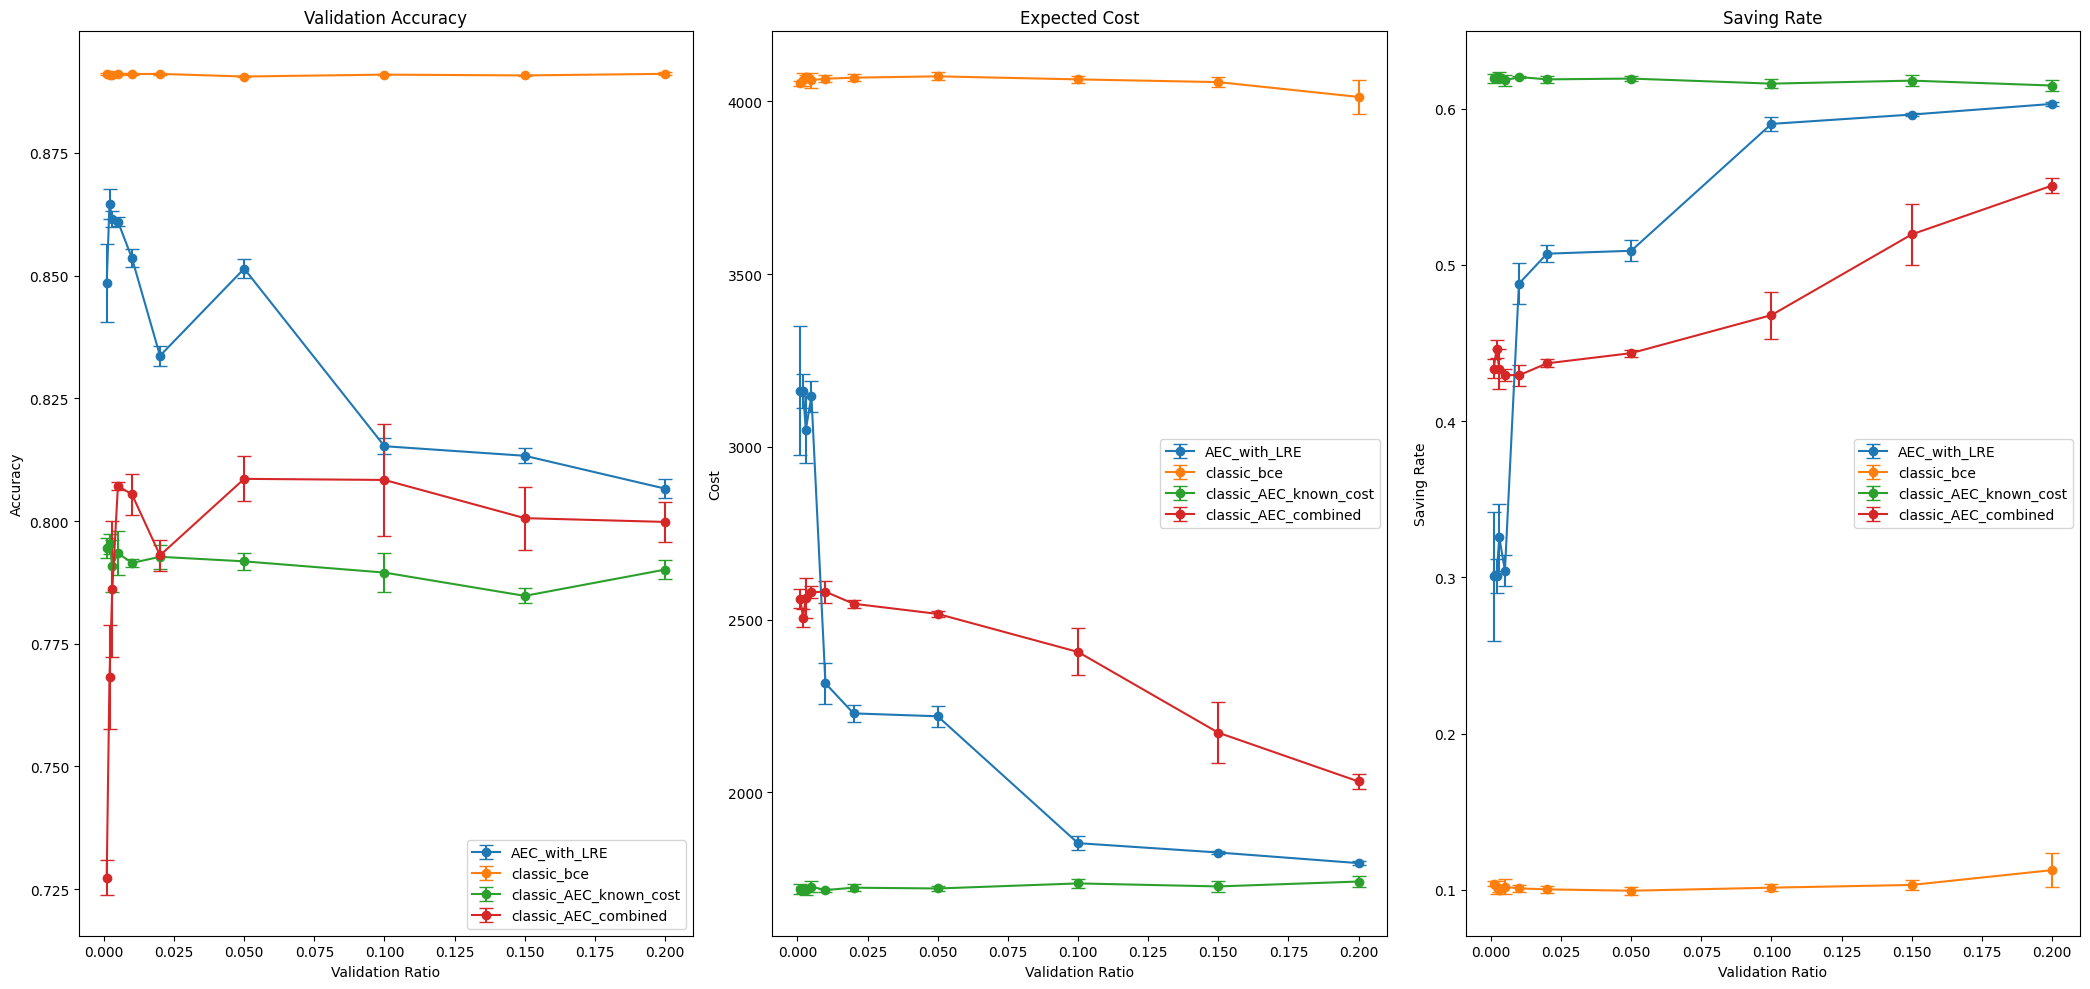 Validation Accuracy
Accuracy
0.875
0.850
0.825
0.800
0.775
0.750
0.725
0.000 0.025 0.050 0.075 0.100 0.125 0.150 0.175 0.200
Validation Ratio
AEC_with_LRE
classic_bce
classic_AEC_known_cost
classic_AEC_combined
Expected Cost
Cost
4000
3500
3000
2500
2000
0.000 0.025 0.050 0.075 0.100 0.125 0.150 0.175 0.200
Validation Ratio
AEC_with_LRE
classic_bce
classic_AEC_known_cost
classic_AEC_combined
Saving Rate
Saving Rate
0.6
0.5
0.4
0.3
0.2
0.1
0.000 0.025 0.050 0.075 0.100 0.125 0.150 0.175 0.200
Validation Ratio
AEC_with_LRE
classic_bce
classic_AEC_known_cost
classic_AEC_combined